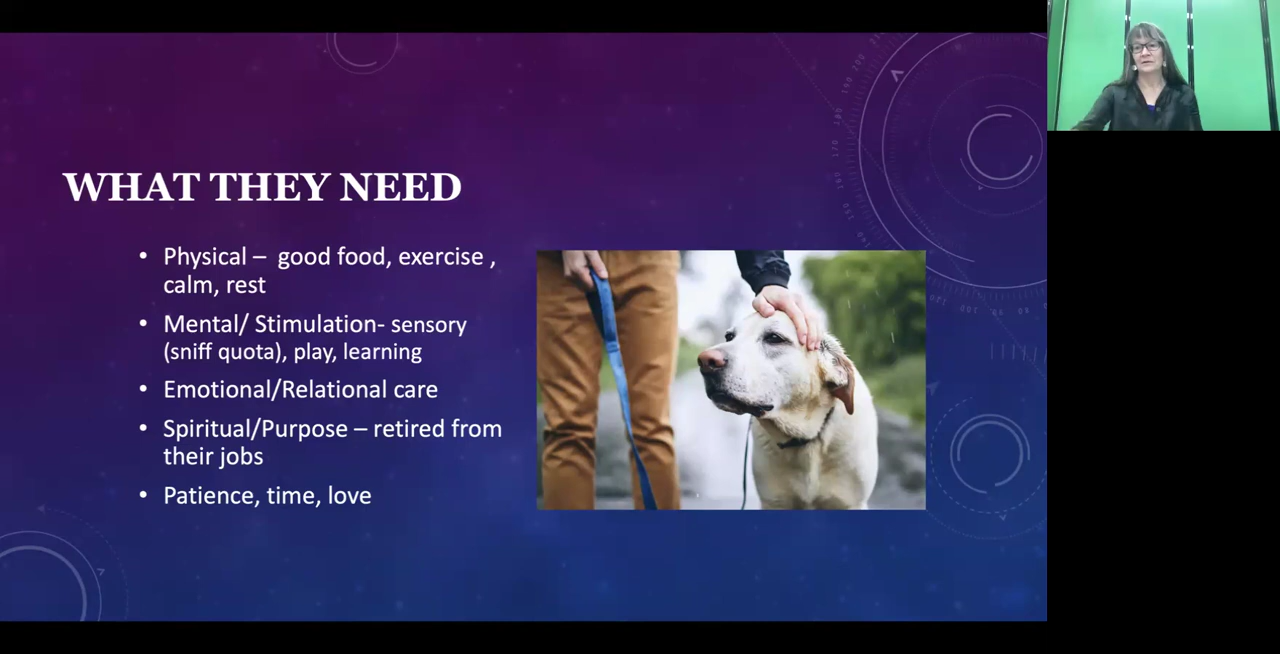 WHAT THEY NEED
• Physical – good food, exercise ,
calm, rest
• Mental/ Stimulation- sensory
(sniff quota), play, learning
• Emotional/Relational care
• Spiritual/Purpose – retired from
their jobs
• Patience, time, love